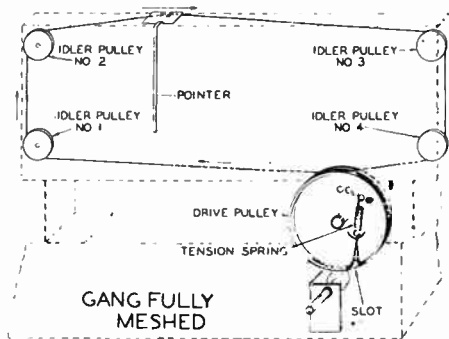 IDLER PULLEY
NO 2
IDLER PULLEY
NO 3
POINTER
IDLER PULLEY
NO 1
IDLER PULLEY
NO 4
DRIVE PULLEY
TENSION SPRING
GANG FULLY
MESHED
SLOT